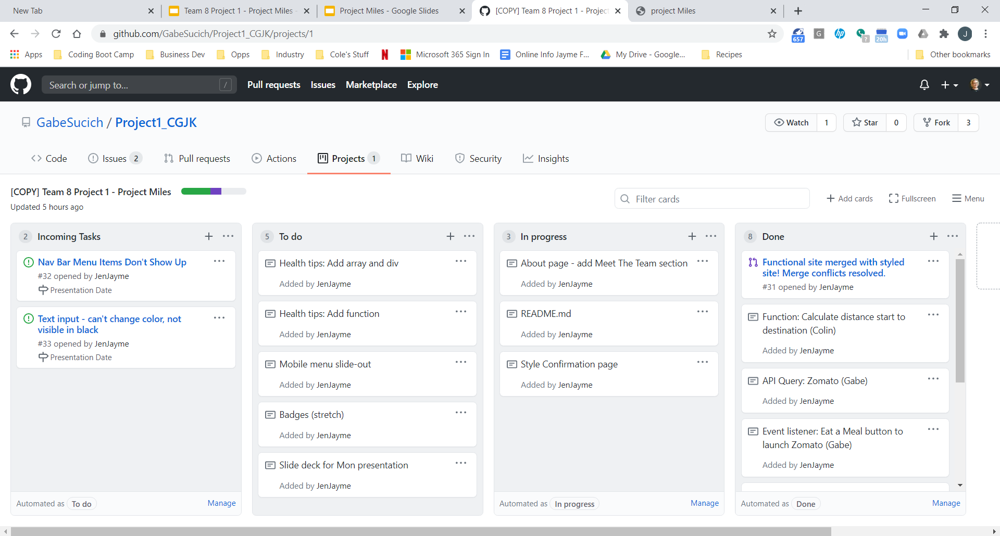 New Tab
Team 8 Project 1 - Project Miles -
Project Miles - Google Slides
[COPY] Team 8 Project 1 - Project
project Miles
github.com/GabeSucich/Project1_CGJK/projects/1
657
G
hp
?
20h
J
Apps
Coding Boot Camp
Business Dev
Opps
Industry
Cole's Stuff
N
Microsoft 365 Sign In
Online Info Jayme F...
My Drive - Google...
Recipes
Other bookmarks
Search or jump to...
/
Pull requests
Issues
Marketplace
Explore
GabeSucich / Project1_CGJK
Watch 1
Star 0
Fork 3
Code
Issues 2
Pull requests
Actions
Projects 1
Wiki
Security
Insights
[COPY] Team 8 Project 1 - Project Miles
Updated 5 hours ago
Filter cards
Add cards
Fullscreen
Menu
2 Incoming Tasks
Nav Bar Menu Items Don't Show Up
#32 opened by JenJayme
Presentation Date
Text input - can't change color, not
visible in black
#33 opened by JenJayme
Presentation Date
Automated as To do
Manage
5 To do
Health tips: Add array and div
Added by JenJayme
Health tips: Add function
Added by JenJayme
Mobile menu slide-out
Added by JenJayme
Badges (stretch)
Added by JenJayme
Slide deck for Mon presentation
Added by JenJayme
3 In progress
About page - add Meet The Team section
Added by JenJayme
README.md
Added by JenJayme
Style Confirmation page
Added by JenJayme
Automated as In progress
Manage
8 Done
Functional site merged with styled
site! Merge conflicts resolved.
#31 opened by JenJayme
Function: Calculate distance start to
destination (Colin)
Added by JenJayme
API Query: Zomato (Gabe)
Added by JenJayme
Event listener: Eat a Meal button to
launch Zomato (Gabe)
Added by JenJayme
Automated as Done
Manage